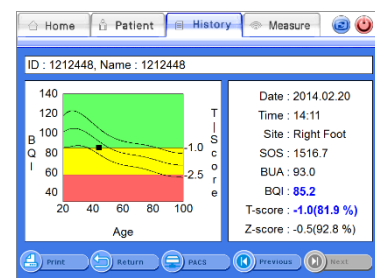 Home Patient History Measure
ID : 1212448, Name : 1212448
140
120
100
80
60
40
BQI
20 40 60 80 100
Age
T-Score
-1.0
-2.5
Date : 2014.02.20
Time : 14:11
Site : Right Foot
SOS : 1516.7
BUA : 93.0
BQI : 85.2
T-score : -1.0(81.9 %)
Z-score : -0.5(92.8 %)
Print Return PACS Previous Next